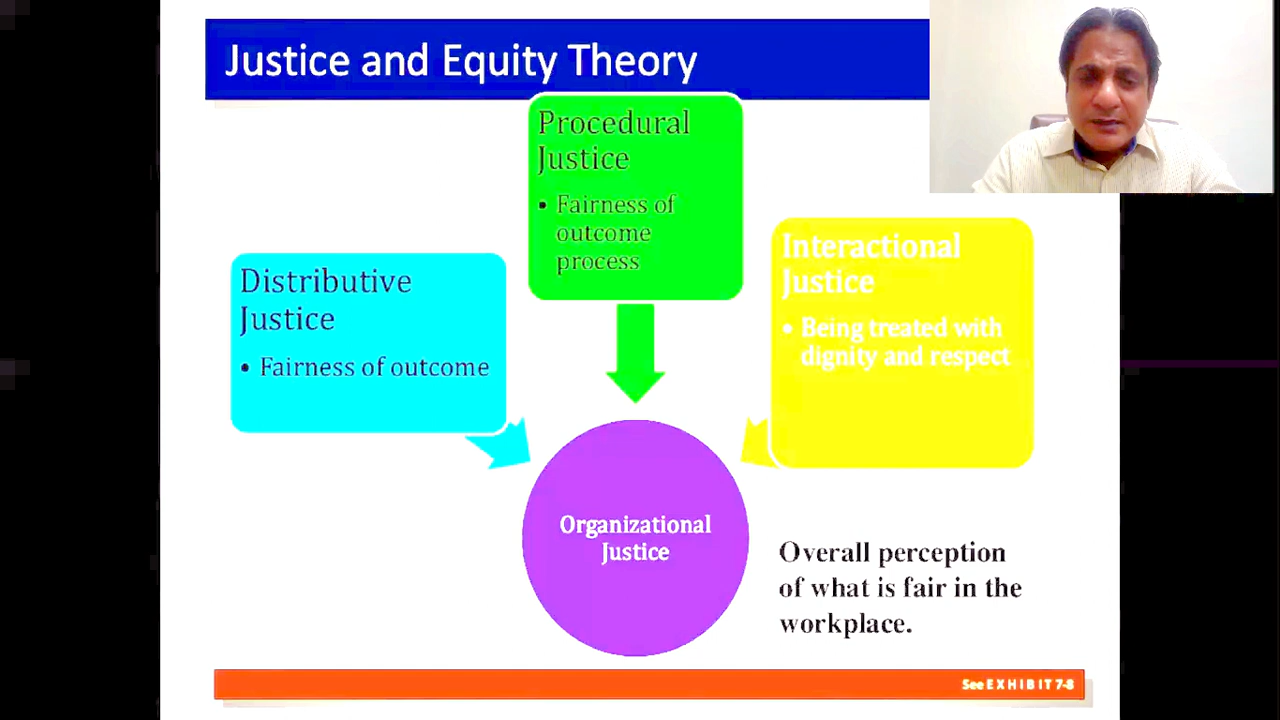 Justice and Equity Theory
Procedural
Justice
• Fairness of
outcome
process
Distributive
Justice
• Fairness of outcome
Interactional
Justice
• Being treated with
dignity and respect
Organizational
Justice
Overall perception
of what is fair in the
workplace.
See EXHIBIT 7-8